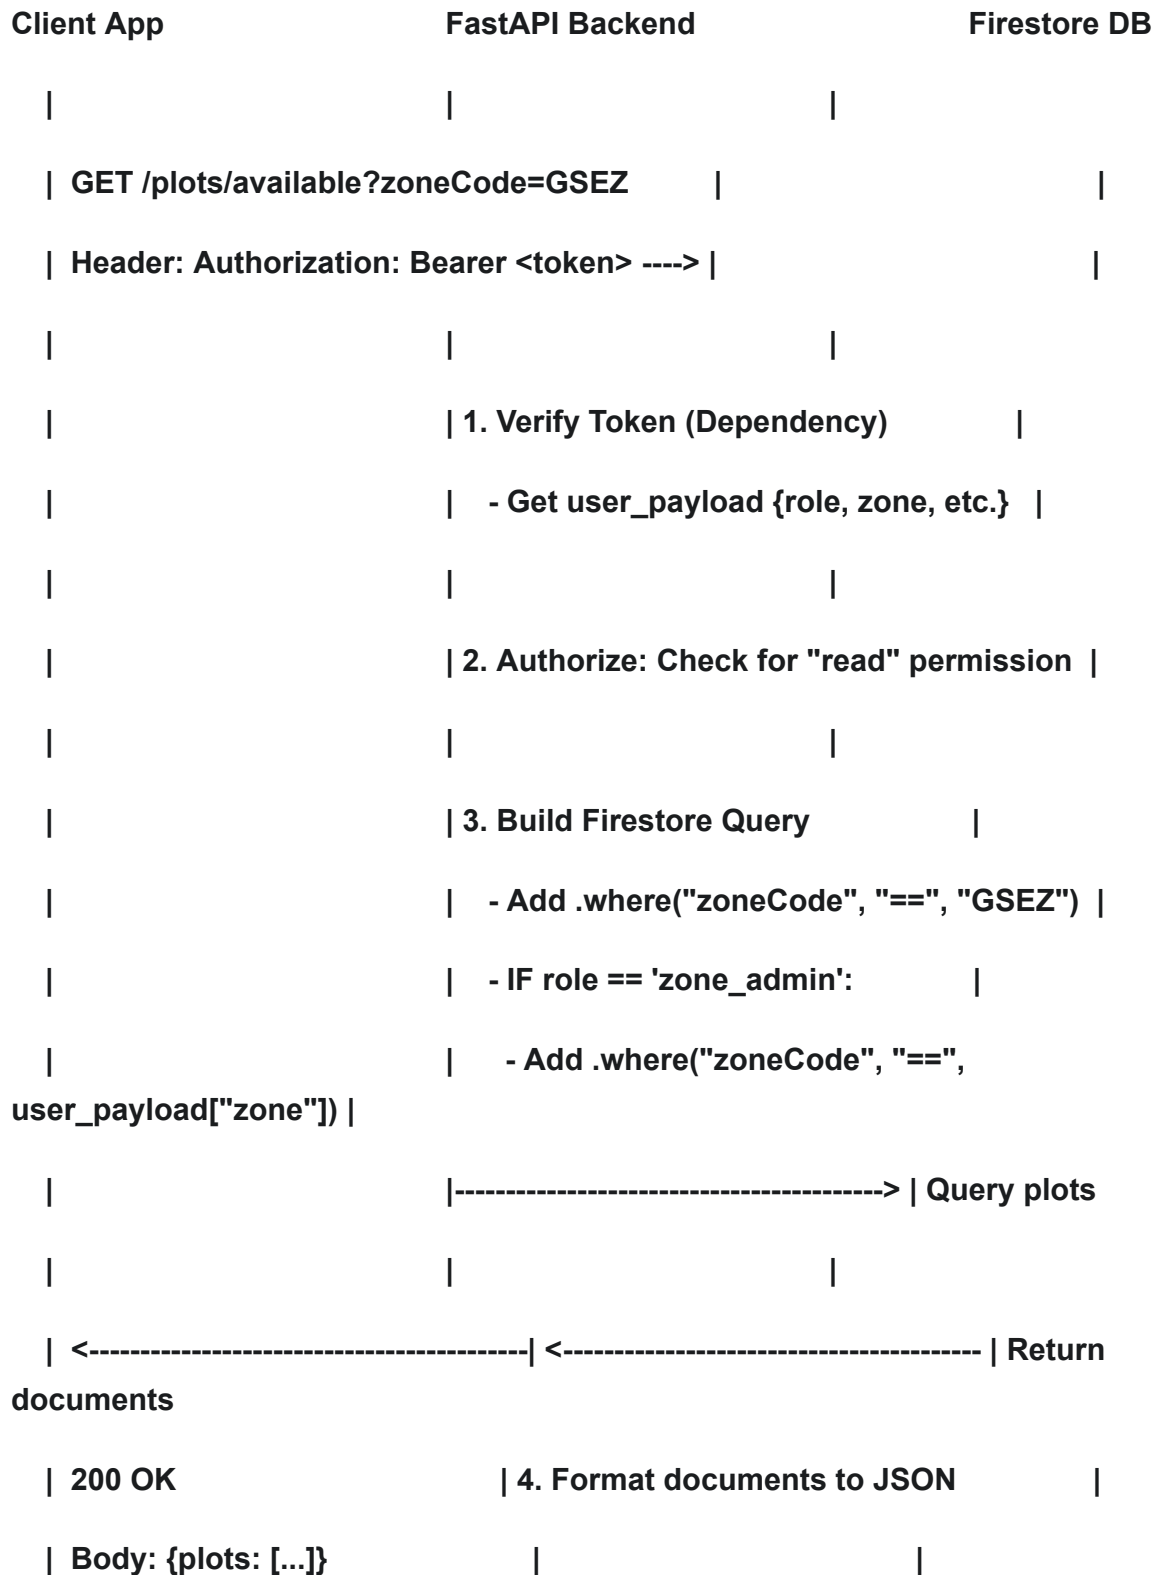 Client App                    FastAPI Backend                    Firestore DB
|                    |                    |
| GET /plots/available?zoneCode=GSEZ     |                    |
| Header: Authorization: Bearer <token> ----> |                    |
|                    |                    |
|                    | 1. Verify Token (Dependency)        |
|                    |   - Get user_payload {role, zone, etc.}  |
|                    |                    |
|                    | 2. Authorize: Check for "read" permission  |
|                    |                    |
|                    | 3. Build Firestore Query          |
|                    |   - Add .where("zoneCode", "==", "GSEZ")  |
|                    |   - IF role == 'zone_admin':        |
|                    |     - Add .where("zoneCode", "==",
user_payload["zone"]) |
|                    |------------------------------------------> | Query plots
|                    |                    |
| <-------------------------------------------| <----------------------------------------- | Return
documents
| 200 OK                    | 4. Format documents to JSON        |
| Body: {plots: [...]}                    |                    |